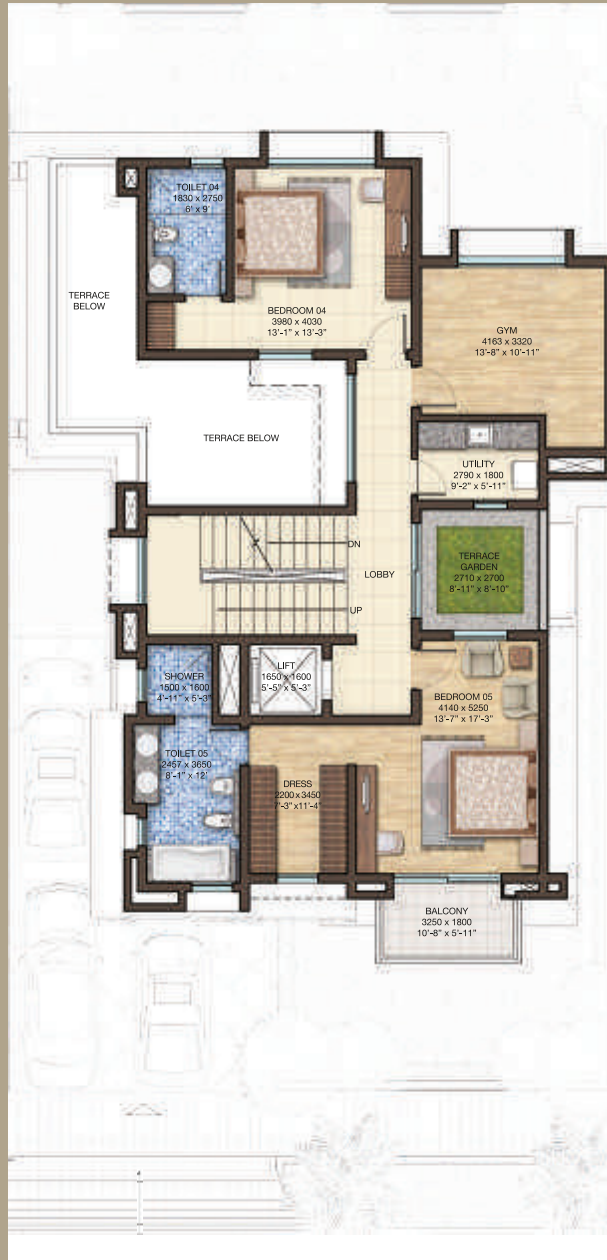 TOILET 04
1830 x 2750
6' x 9'
TERRACE
BELOW
BEDROOM 04
3980 x 4030
13'-1" x 13'-3"
GYM
4163 x 3320
13'-8" x 10'-11"
TERRACE BELOW
UTILITY
2790 x 1800
9'-2" x 5'-11"
DN
LOBBY
TERRACE
GARDEN
2710 x 2700
8'-11" x 8'-10"
UP
LIFT
1650 x 1600
5'-5" x 5'-3"
SHOWER
1500 x 1600
4'-11" x 5'-3"
BEDROOM 05
4140 x 5250
13'-7" x 17'-3"
TOILET 05
2457 x 3650
8'-1" x 12'
DRESS
2200 x 3450
7'-3" x11'-4"
BALCONY
3250 x 1800
10'-8" x 5'-11"